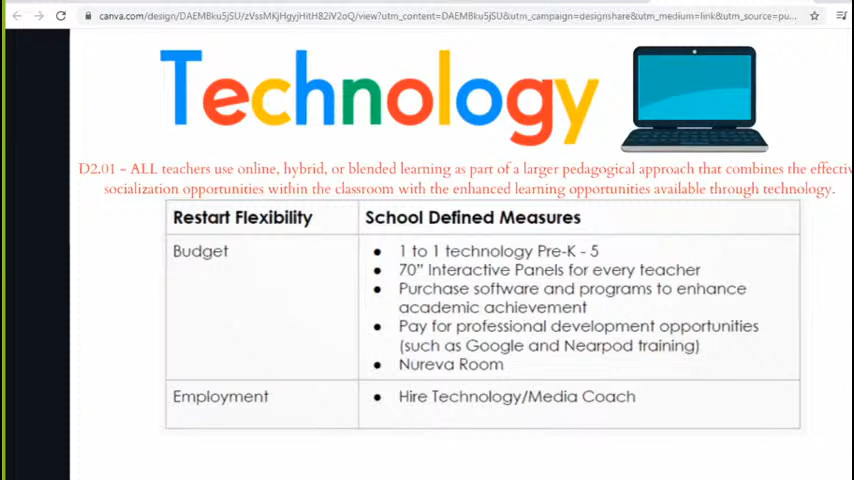 canva.com/design/DAEMBku5jSU/zVssMKjHgyjHitH82iV2oQ/view?utm_content=DAEMBku5jSU&utm_campaign=designshare&utm_medium=link&utm_source=pu...
Technology
D2.01 - ALL teachers use online, hybrid, or blended learning as part of a larger pedagogical approach that combines the effectiv
socialization opportunities within the classroom with the enhanced learning opportunities available through technology.
Restart Flexibility
School Defined Measures
Budget
• 1 to 1 technology Pre-K - 5
• 70" Interactive Panels for every teacher
• Purchase software and programs to enhance
academic achievement
• Pay for professional development opportunities
(such as Google and Nearpod training)
• Nureva Room
Employment
• Hire Technology/Media Coach